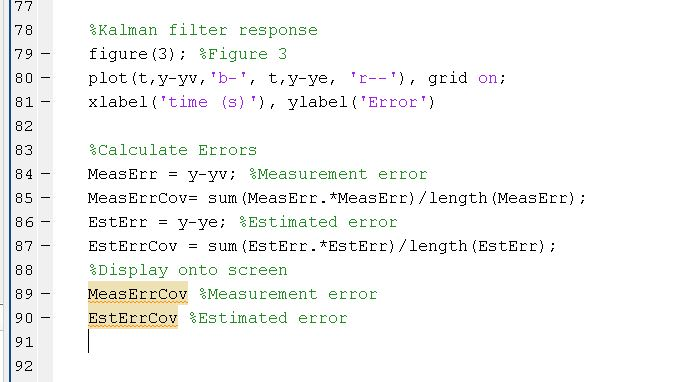 77
78 %Kalman filter response
79 – figure(3); %Figure 3
80 – plot(t,y-yv,'b-', t,y-ye, 'r--'), grid on;
81 – xlabel('time (s)'), ylabel('Error')
82
83 %Calculate Errors
84 – MeasErr = y-yv; %Measurement error
85 – MeasErrCov= sum(MeasErr.*MeasErr)/length(MeasErr);
86 – EstErr = y-ye; %Estimated error
87 – EstErrCov = sum(EstErr.*EstErr)/length(EstErr);
88 %Display onto screen
89 – MeasErrCov %Measurement error
90 – EstErrCov %Estimated error
91
92